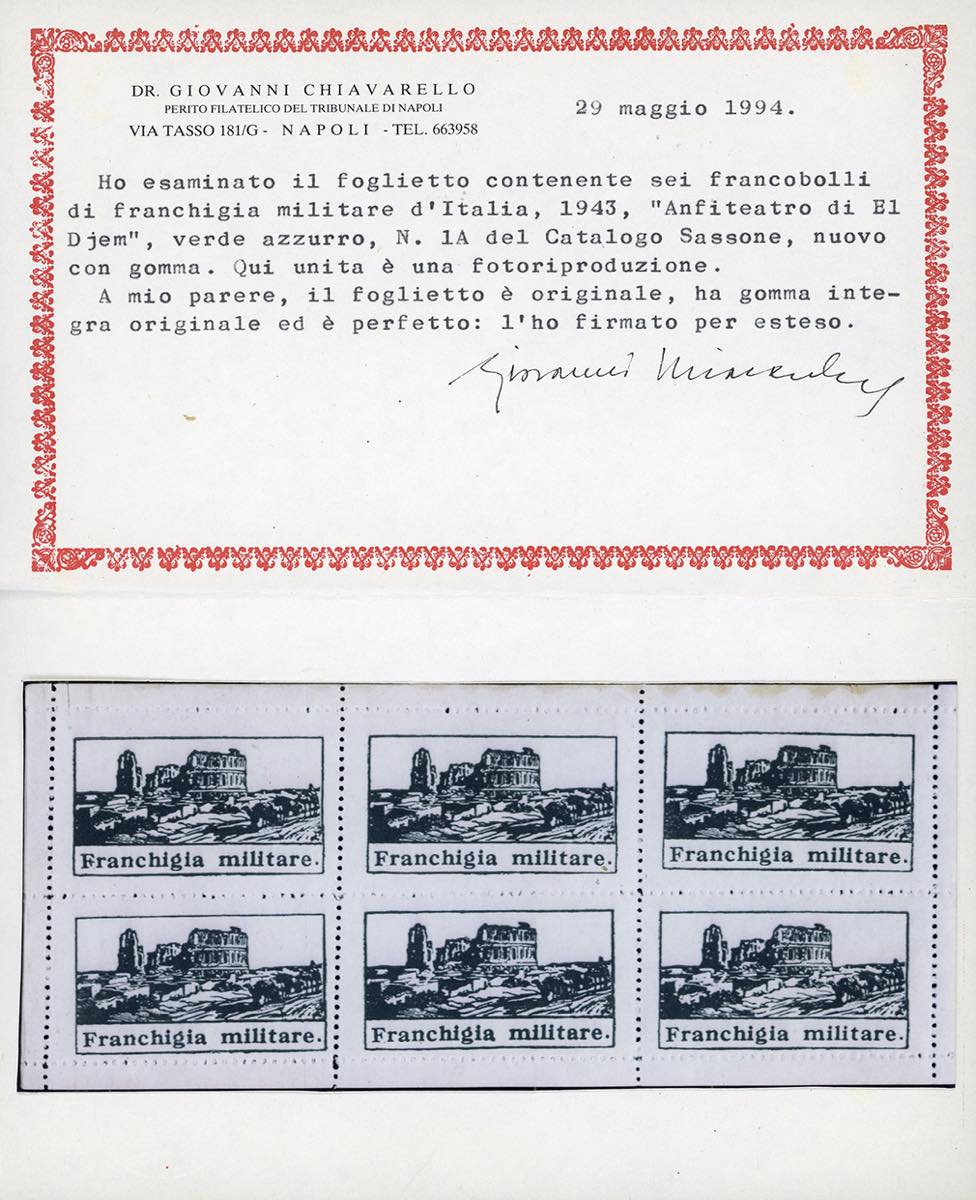 DR. GIOVANNI CHIAVARELLO
PERITO FILATELICO DEL TRIBUNALE DI NAPOLI
VIA TASSO 181/G - NAPOLI - TEL. 663958
29 maggio 1994.
Ho esaminato il foglietto contenente sei francobolli
di franchigia militare d'Italia, 1943, "Anfiteatro di El
Djem", verde azzurro, N. 1A del Catalogo Sassone, nuovo
con gomma. Qui unita è una fotoriproduzione.
A mio parere, il foglietto è originale, ha gomma inte-
gra originale ed è perfetto: l'ho firmato per esteso.
Giovanni Chiavarello
Franchigia militare.
Franchigia militare.
Franchigia militare.
Franchigia militare.
Franchigia militare.
Franchigia militare.